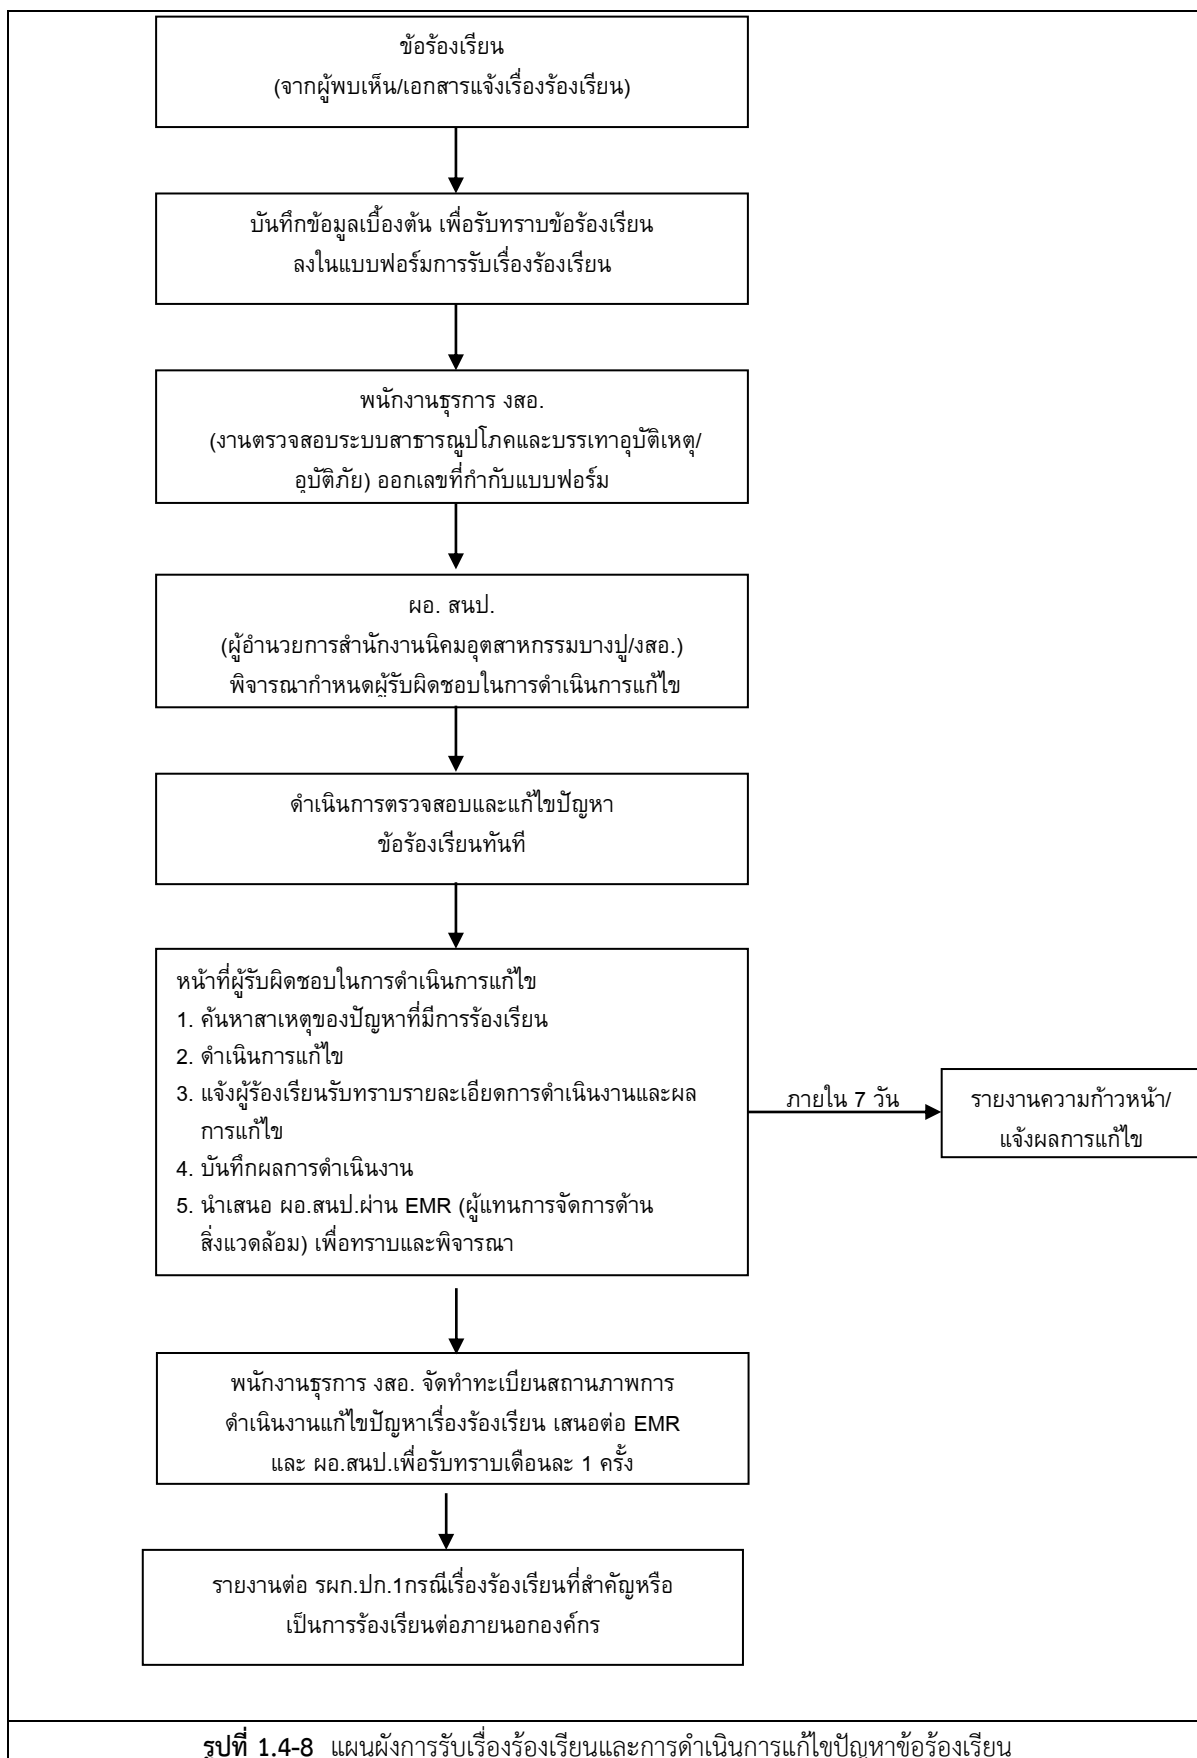 ข้อร้องเรียน
(จากผู้พบเห็น/เอกสารแจ้งเรื่องร้องเรียน)
บันทึกข้อมูลเบื้องต้น เพื่อรับทราบข้อร้องเรียน
ลงในแบบฟอร์มการรับเรื่องร้องเรียน
พนักงานธุรการ งสอ.
(งานตรวจสอบระบบสาธารณูปโภคและบรรเทาอุบัติเหตุ/
อุบัติภัย) ออกเลขที่กำกับแบบฟอร์ม
ผอ. สนป.
(ผู้อำนวยการสำนักงานนิคมอุตสาหกรรมบางปู/งสอ.)
พิจารณากำหนดผู้รับผิดชอบในการดำเนินการแก้ไข
ดำเนินการตรวจสอบและแก้ไขปัญหา
ข้อร้องเรียนทันที
หน้าที่ผู้รับผิดชอบในการดำเนินการแก้ไข
1. ค้นหาสาเหตุของปัญหาที่มีการร้องเรียน
2. ดำเนินการแก้ไข
3. แจ้งผู้ร้องเรียนรับทราบรายละเอียดการดำเนินงานและผล
การแก้ไข
4. บันทึกผลการดำเนินงาน
5. นำเสนอ ผอ.สนป.ผ่าน EMR (ผู้แทนการจัดการด้าน
สิ่งแวดล้อม) เพื่อทราบและพิจารณา
ภายใน 7 วัน
รายงานความก้าวหน้า/
แจ้งผลการแก้ไข
พนักงานธุรการ งสอ. จัดทำทะเบียนสถานภาพการ
ดำเนินงานแก้ไขปัญหาเรื่องร้องเรียน เสนอต่อ EMR
และ ผอ.สนป.เพื่อรับทราบเดือนละ 1 ครั้ง
รายงานต่อ รผก.ปก.1กรณีเรื่องร้องเรียนที่สำคัญหรือ
เป็นการร้องเรียนต่อภายนอกองค์กร
รูปที่ 1.4-8 แผนผังการรับเรื่องร้องเรียนและการดำเนินการแก้ไขปัญหาข้อร้องเรียน